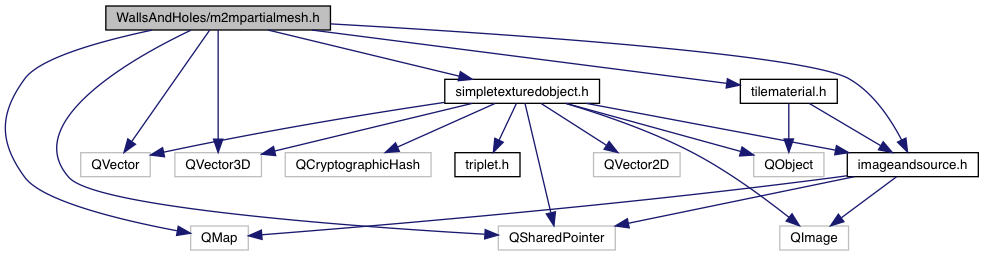 WallsAndHoles/m2mpartialmesh.h
simpletexturedobject.h
tilematerial.h
QVector
QVector3D
QCryptographicHash
triplet.h
QVector2D
QObject
imageandsource.h
QMap
QSharedPointer
QImage